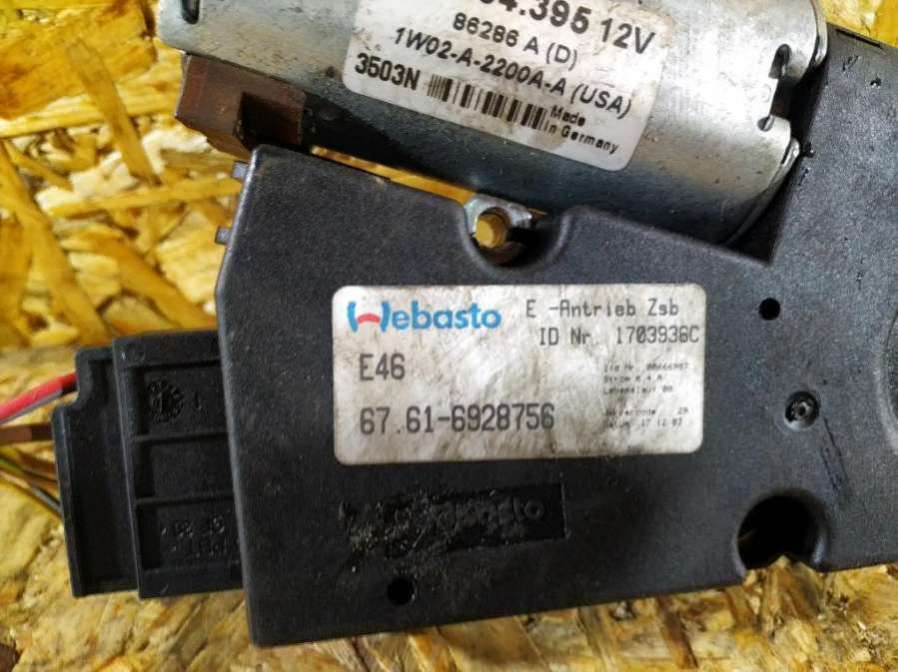 4.395 12V
86286 A (D)
1W02-A-2200A-A (USA)
3503N
Made
in Germany
Webasto
E -Antrieb Zsb
ID Nr. 1703936C
E46
67.61-6928756